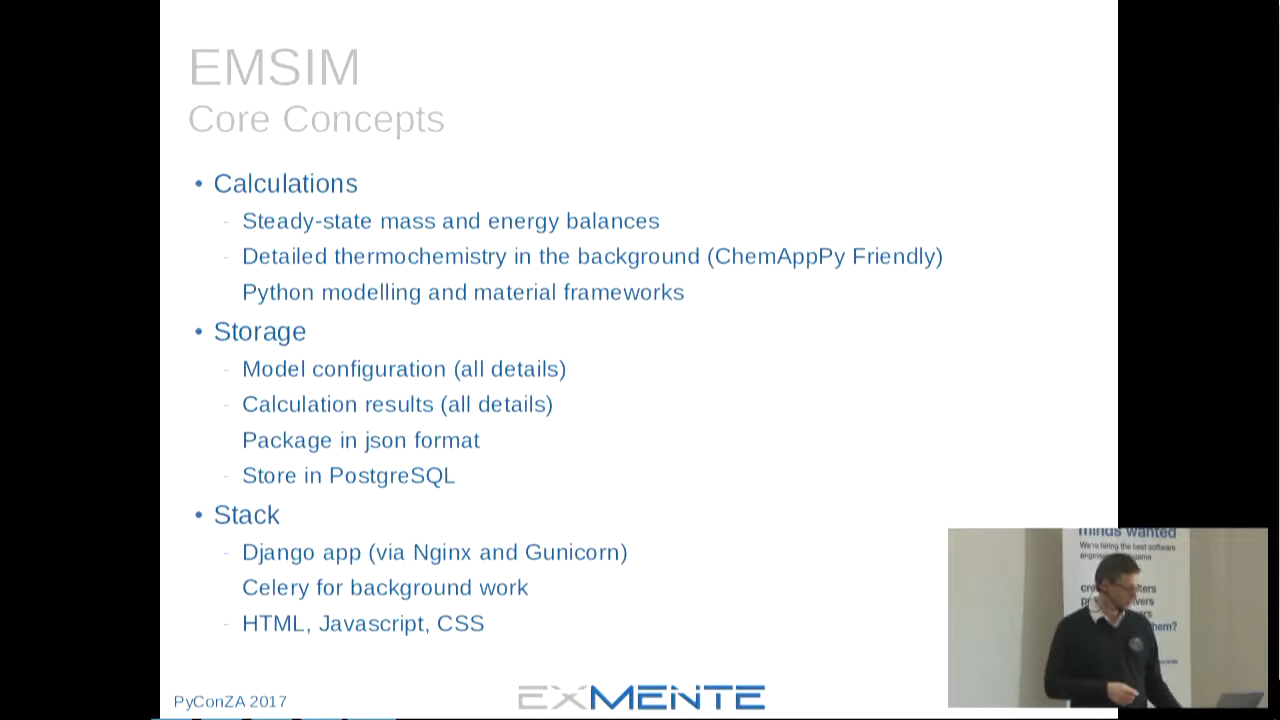 EMSIM
Core Concepts
• Calculations
- Steady-state mass and energy balances
- Detailed thermochemistry in the background (ChemAppPy Friendly)
Python modelling and material frameworks
• Storage
- Model configuration (all details)
- Calculation results (all details)
Package in json format
- Store in PostgreSQL
• Stack
- Django app (via Nginx and Gunicorn)
Celery for background work
- HTML, Javascript, CSS
PyConZA 2017
EXMENTE
minds wanted
We're hiring the best software